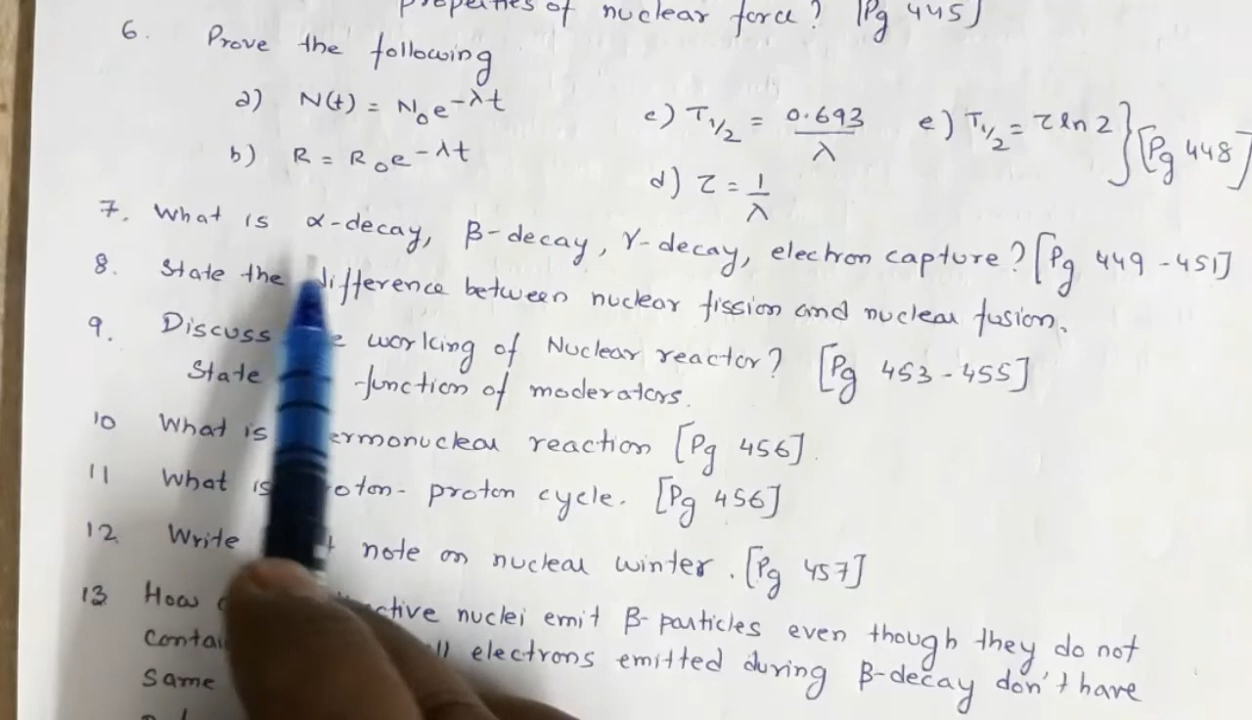 properties of nuclear force? [Pg 445]
6. Prove the following
a) N(t) = N₀e^-λt
b) R = R₀e^-λt
c) T1/2 = 0.693/λ
d) τ = 1/λ
e) T1/2 = τ ln 2 } [Pg 448]
7. What is α-decay, β-decay, γ-decay, electron capture? [Pg 449-451]
8. State the difference between nuclear fission and nuclear fusion.
9. Discuss working of Nuclear reactor? [Pg 453-455]
State function of moderators.
10 What is ermonuclear reaction [Pg 456].
11 What is roton-proton cycle. [Pg 456]
12. Write note on nuclear winter. [Pg 457]
13 How ctive nuclei emit β-particles even though they do not
contai ll electrons emitted during β-decay don't have
same